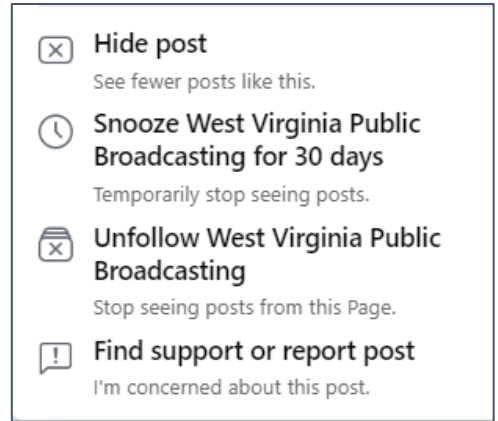 Hide post
See fewer posts like this.
Snooze West Virginia Public
Broadcasting for 30 days
Temporarily stop seeing posts.
Unfollow West Virginia Public
Broadcasting
Stop seeing posts from this Page.
Find support or report post
I'm concerned about this post.